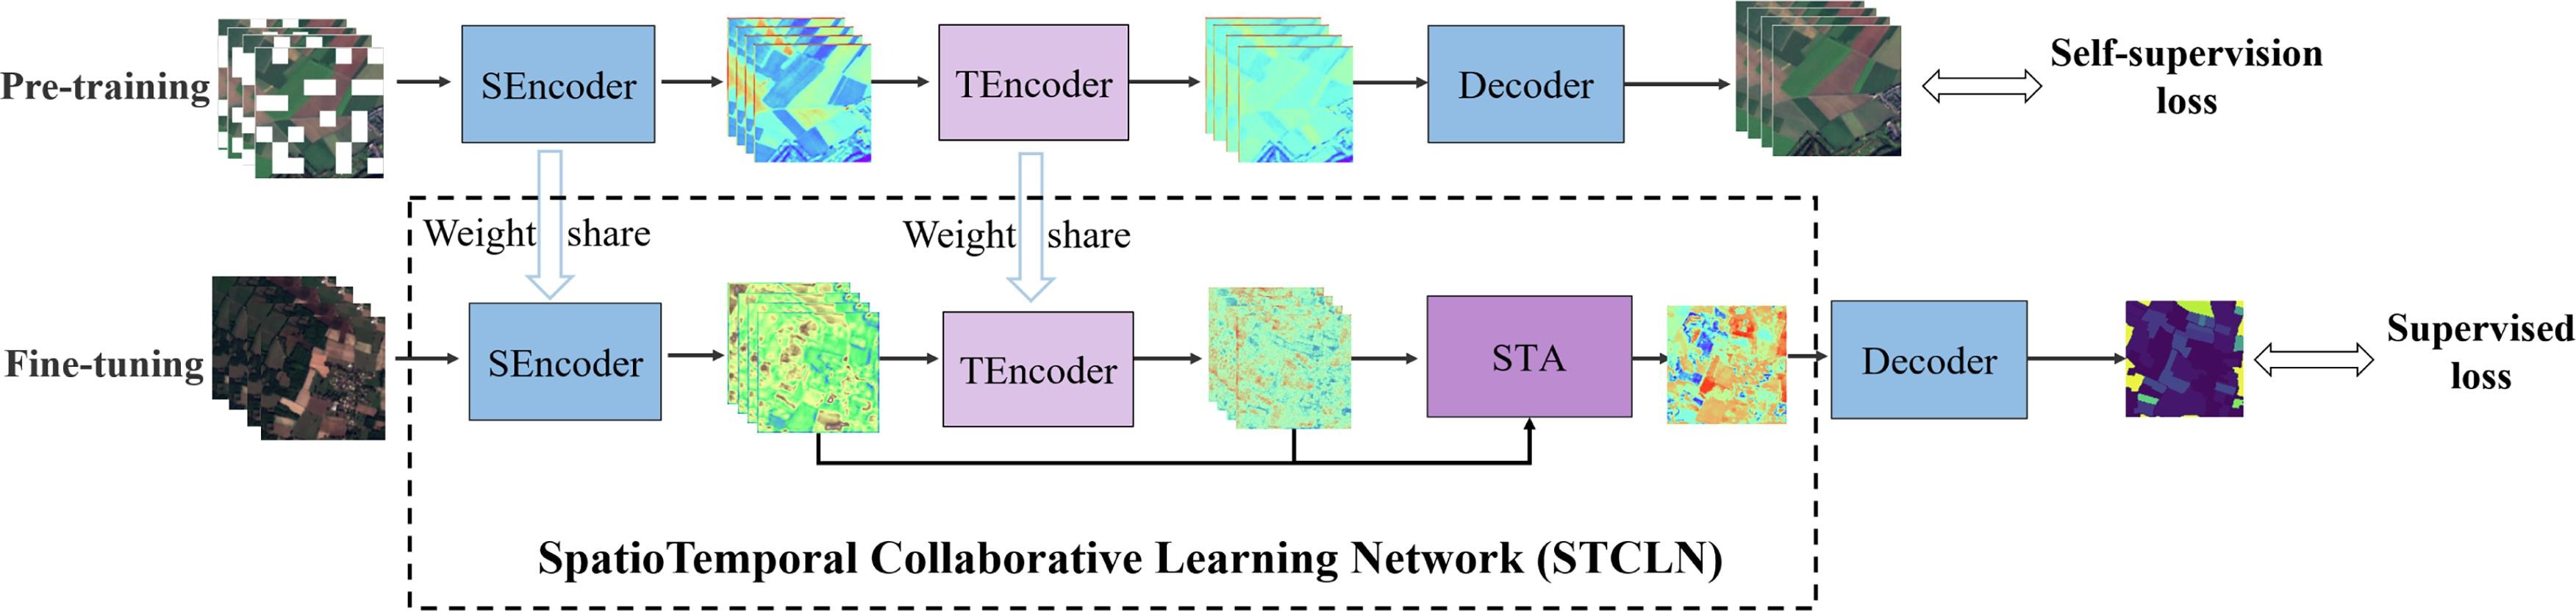 Pre-training
SEncoder
TEncoder
Decoder
Self-supervision
loss
Weight share
Weight share
Fine-tuning
SEncoder
TEncoder
STA
Decoder
Supervised
loss
SpatioTemporal Collaborative Learning Network (STCLN)